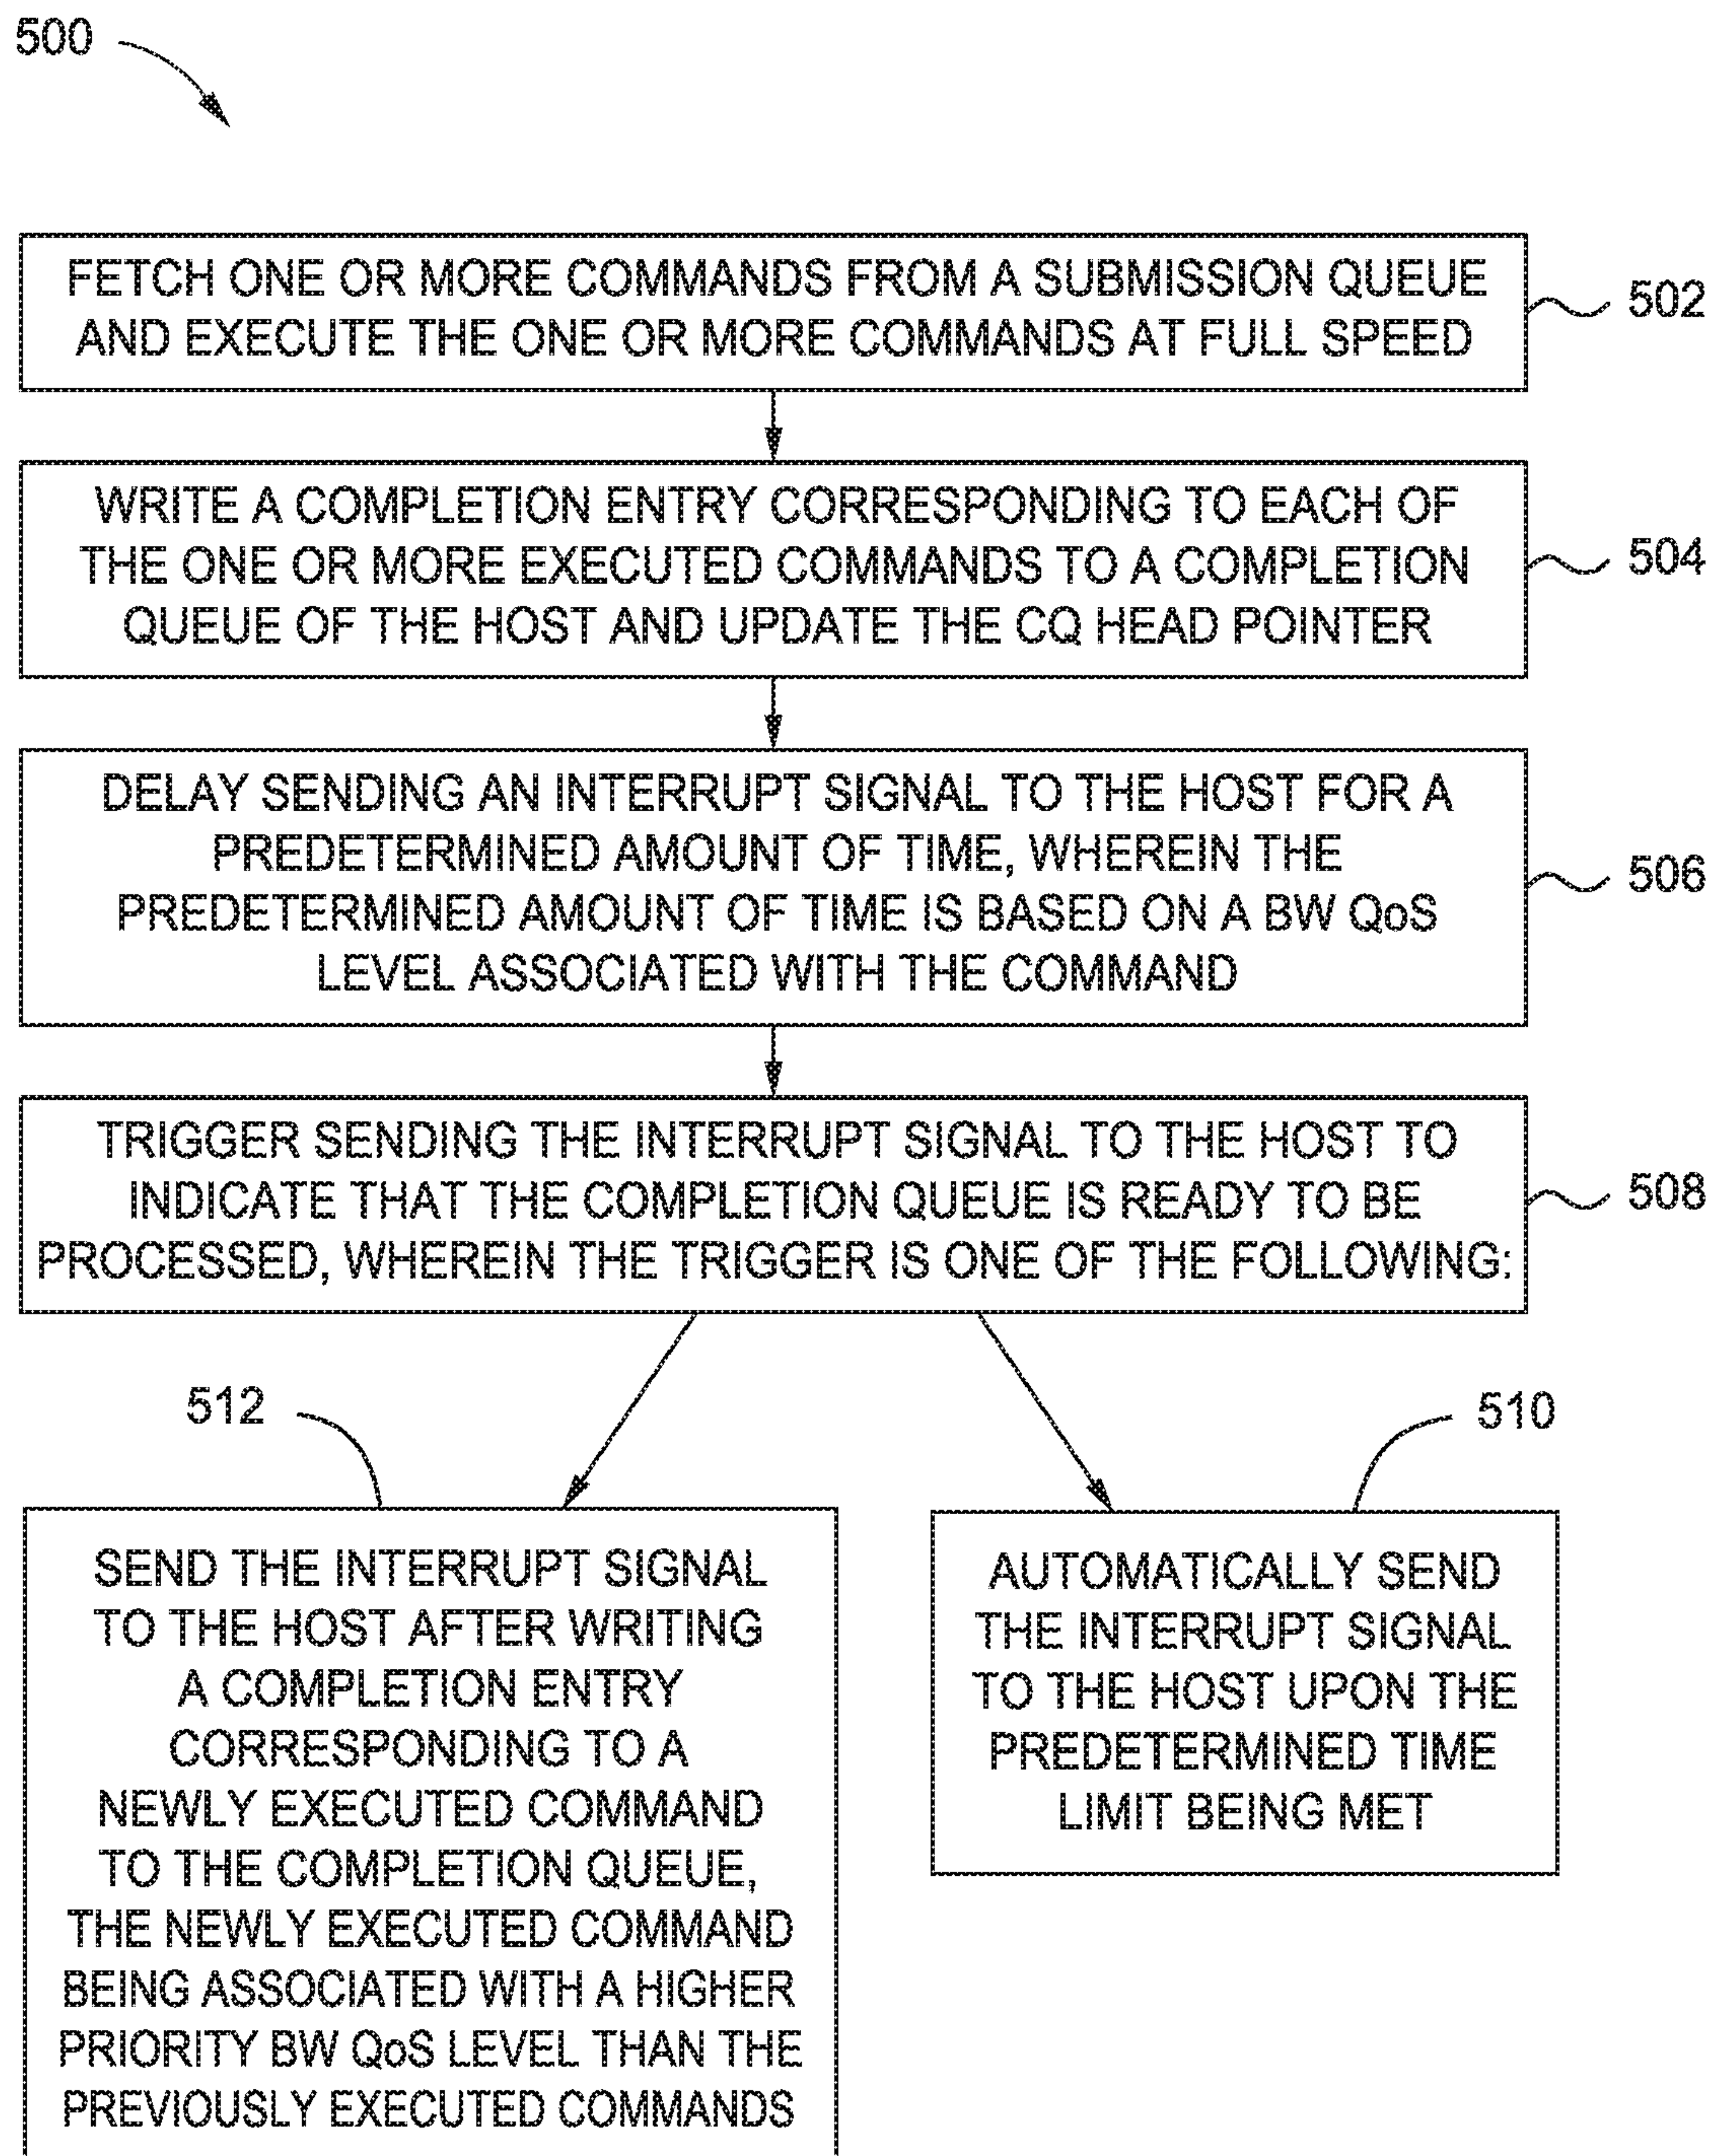 500
FETCH ONE OR MORE COMMANDS FROM A SUBMISSION QUEUE
AND EXECUTE THE ONE OR MORE COMMANDS AT FULL SPEED
502
WRITE A COMPLETION ENTRY CORRESPONDING TO EACH OF
THE ONE OR MORE EXECUTED COMMANDS TO A COMPLETION
QUEUE OF THE HOST AND UPDATE THE CQ HEAD POINTER
504
DELAY SENDING AN INTERRUPT SIGNAL TO THE HOST FOR A
PREDETERMINED AMOUNT OF TIME, WHEREIN THE
PREDETERMINED AMOUNT OF TIME IS BASED ON A BW QoS
LEVEL ASSOCIATED WITH THE COMMAND
506
TRIGGER SENDING THE INTERRUPT SIGNAL TO THE HOST TO
INDICATE THAT THE COMPLETION QUEUE IS READY TO BE
PROCESSED, WHEREIN THE TRIGGER IS ONE OF THE FOLLOWING:
508
512
SEND THE INTERRUPT SIGNAL
TO THE HOST AFTER WRITING
A COMPLETION ENTRY
CORRESPONDING TO A
NEWLY EXECUTED COMMAND
TO THE COMPLETION QUEUE,
THE NEWLY EXECUTED COMMAND
BEING ASSOCIATED WITH A HIGHER
PRIORITY BW QoS LEVEL THAN THE
PREVIOUSLY EXECUTED COMMANDS
510
AUTOMATICALLY SEND
THE INTERRUPT SIGNAL
TO THE HOST UPON THE
PREDETERMINED TIME
LIMIT BEING MET